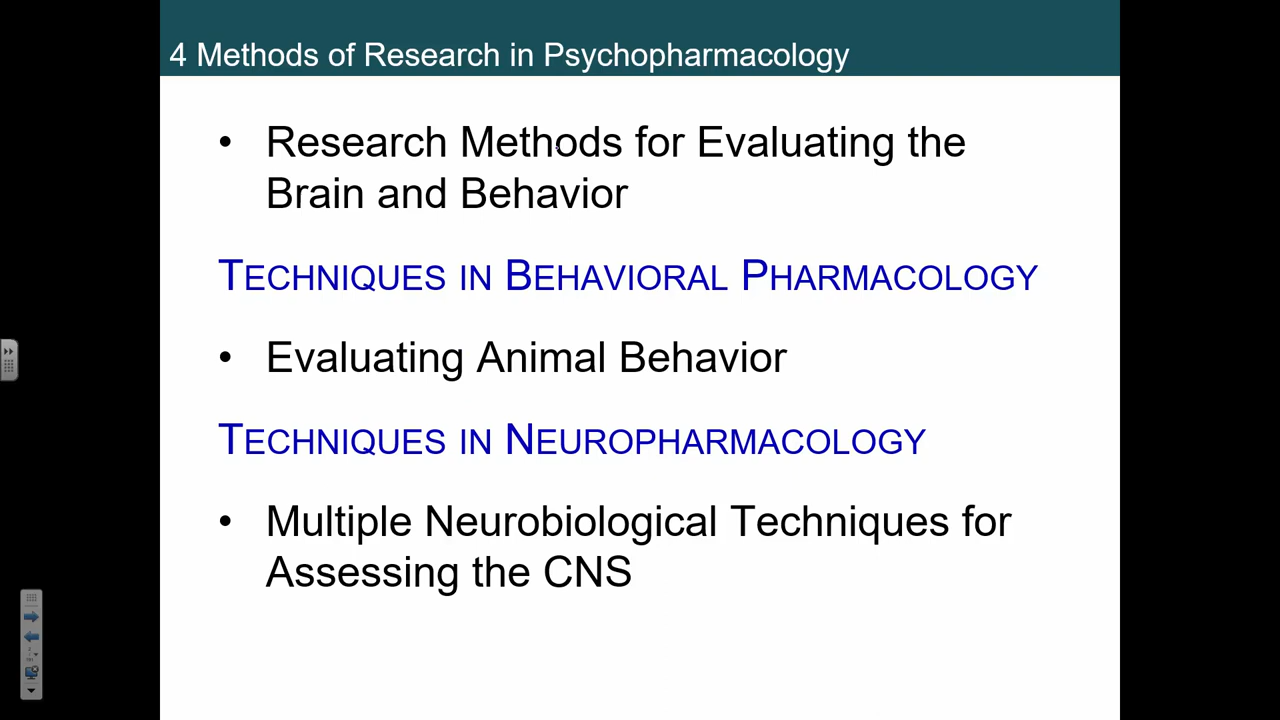 4 Methods of Research in Psychopharmacology
• Research Methods for Evaluating the
Brain and Behavior
TECHNIQUES IN BEHAVIORAL PHARMACOLOGY
• Evaluating Animal Behavior
TECHNIQUES IN NEUROPHARMACOLOGY
• Multiple Neurobiological Techniques for
Assessing the CNS